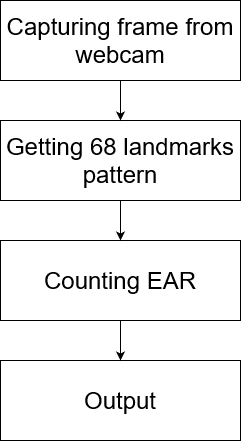 Capturing frame from
webcam
Getting 68 landmarks
pattern
Counting EAR
Output